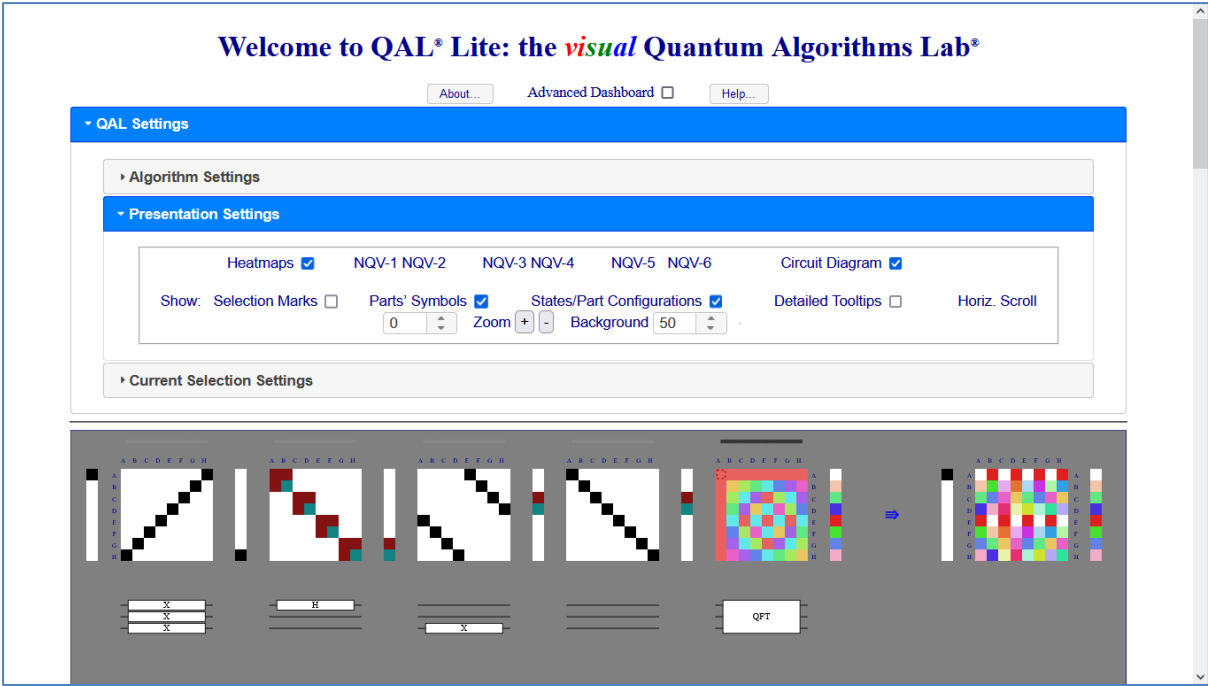 Welcome to QAL® Lite: the visual Quantum Algorithms Lab®
About... Advanced Dashboard Help...
QAL Settings
Algorithm Settings
Presentation Settings
Heatmaps NQV-1 NQV-2 NQV-3 NQV-4 NQV-5 NQV-6 Circuit Diagram
Show: Selection Marks Parts' Symbols States/Part Configurations Detailed Tooltips Horiz. Scroll
0 Zoom + - Background 50
Current Selection Settings
A B C D E F G H A B C D E F G H A B C D E F G H A B C D E F G H A B C D E F G H A B C D E F G H
A A A A
B B B B
C C C C
D D D D
E E E E
F F F F
G G G G
H H H H
X H QFT
X
X X